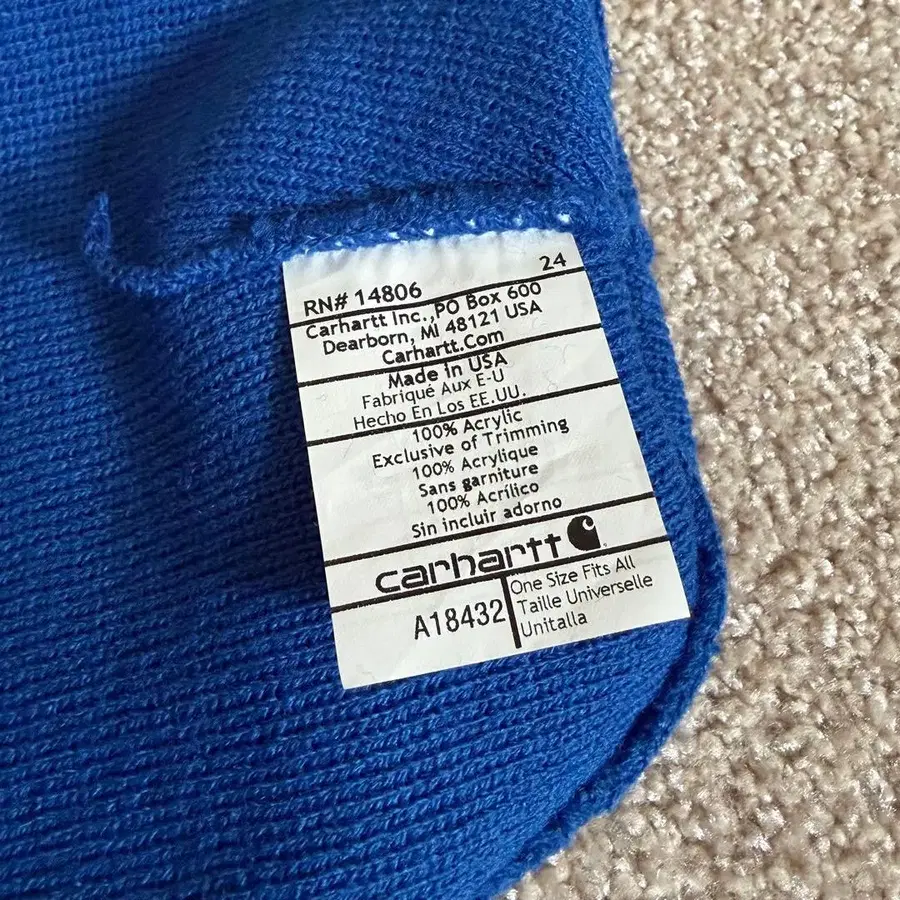 24
RN# 14806
Carhartt Inc.,PO Box 600
Dearborn, MI 48121 USA
Carhartt.Com
Made in USA
Fabriqué Aux E-U
Hecho En Los EE.UU.
100% Acrylic
Exclusive of Trimming
100% Acrylique
Sans garniture
100% Acrílico
Sin incluir adorno
carhartt
A18432
One Size Fits All
Taille Universelle
Unitalla